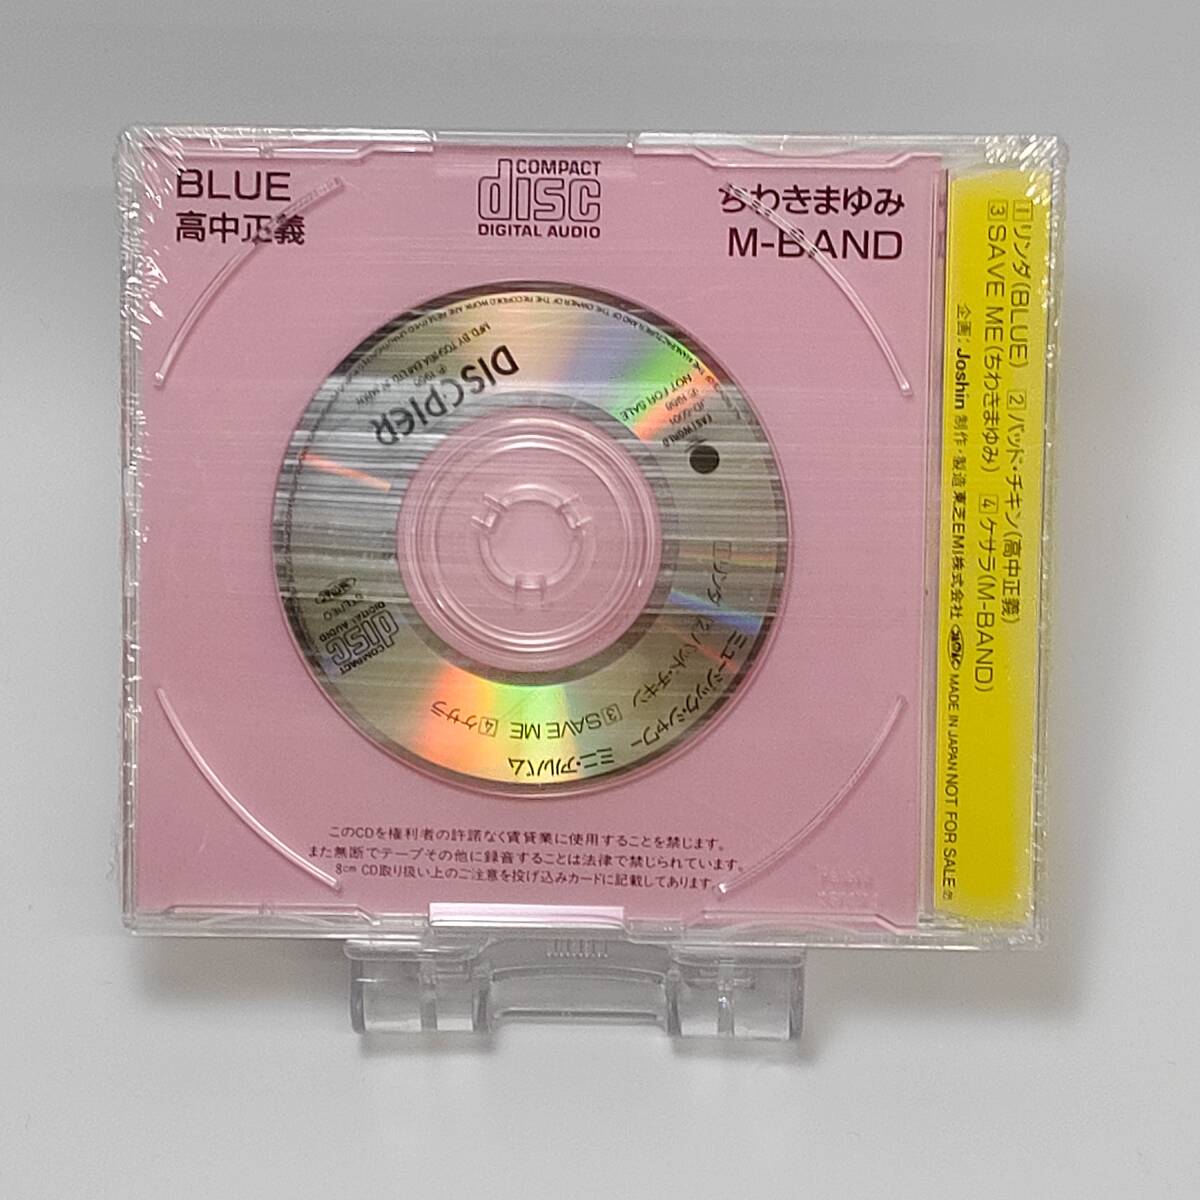 BLUE
高中正義
COMPACT
disc
DIGITAL AUDIO
ちわきまゆみ
M-BAND
1リンダ(BLUE) 2バッド・チキン(高中正義)
3SAVE ME(ちわきまゆみ) 4ケサラ(M-BAND)
企画:Joshin 制作・製造 東芝EMI株式会社 MADE IN JAPAN NOT FOR SALE
DISCPIER
NOT FOR SALE
EASTWORLD
STEREO
COMPACT
disc
DIGITAL AUDIO
ミュージック・シャワー ミニ・アルバム
1リンダ 2バッド・チキン 3SAVE ME 4ケサラ
このCDを権利者の許諾なく賃貸業に使用することを禁じます。
また無断でテープその他に録音することは法律で禁じられています。
8cm CD取り扱い上のご注意を投げ込みカードに記載してあります。